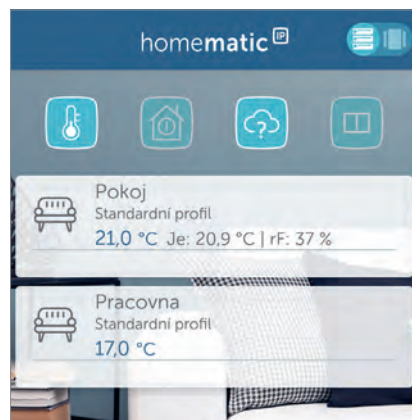 homematic IP
Pokoj
Standardní profil
21,0 °C Je: 20,9 °C | rF: 37 %
Pracovna
Standardní profil
17,0 °C